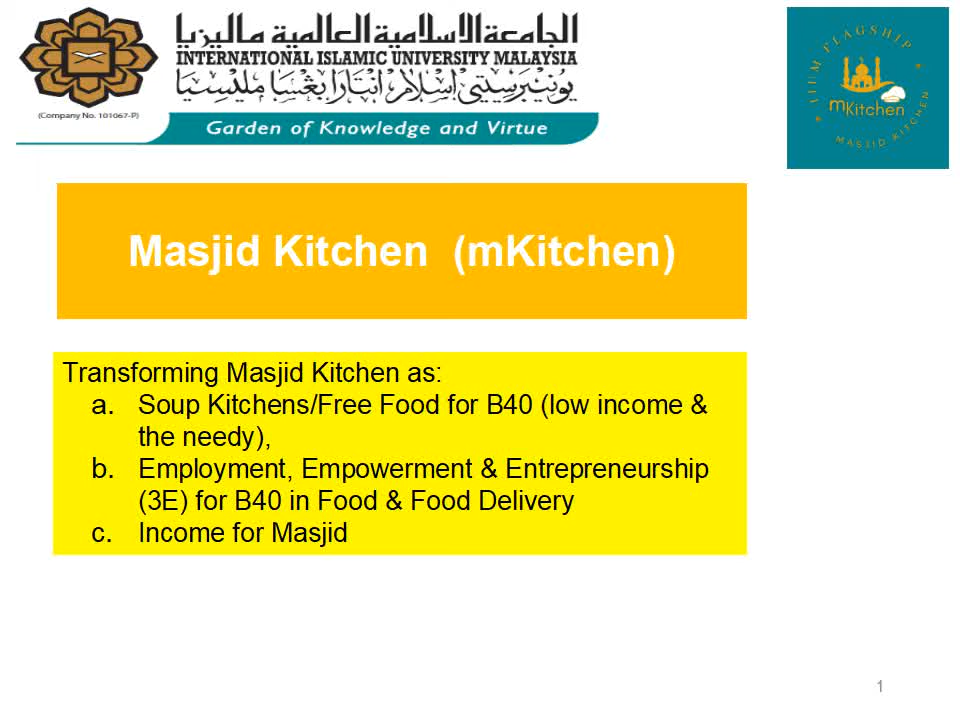 الجامعة الإسلامية العالمية ماليزيا
INTERNATIONAL ISLAMIC UNIVERSITY MALAYSIA
يونيۏرسيتي اسلام انتارابڠسا مليسيا
(Company No. 101067-P)
Garden of Knowledge and Virtue
IIUM FLAGSHIP
mKitchen
MASJID KITCHEN
Masjid Kitchen (mKitchen)
Transforming Masjid Kitchen as:
a. Soup Kitchens/Free Food for B40 (low income &
the needy),
b. Employment, Empowerment & Entrepreneurship
(3E) for B40 in Food & Food Delivery
c. Income for Masjid
1